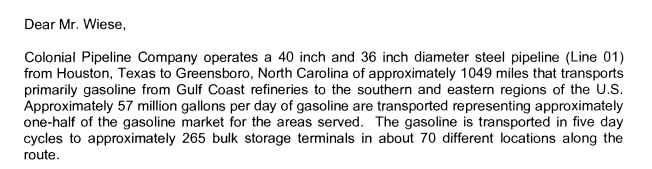 Dear Mr. Wiese,
Colonial Pipeline Company operates a 40 inch and 36 inch diameter steel pipeline (Line 01)
from Houston, Texas to Greensboro, North Carolina of approximately 1049 miles that transports
primarily gasoline from Gulf Coast refineries to the southern and eastern regions of the U.S.
Approximately 57 million gallons per day of gasoline are transported representing approximately
one-half of the gasoline market for the areas served.  The gasoline is transported in five day
cycles to approximately 265 bulk storage terminals in about 70 different locations along the
route.